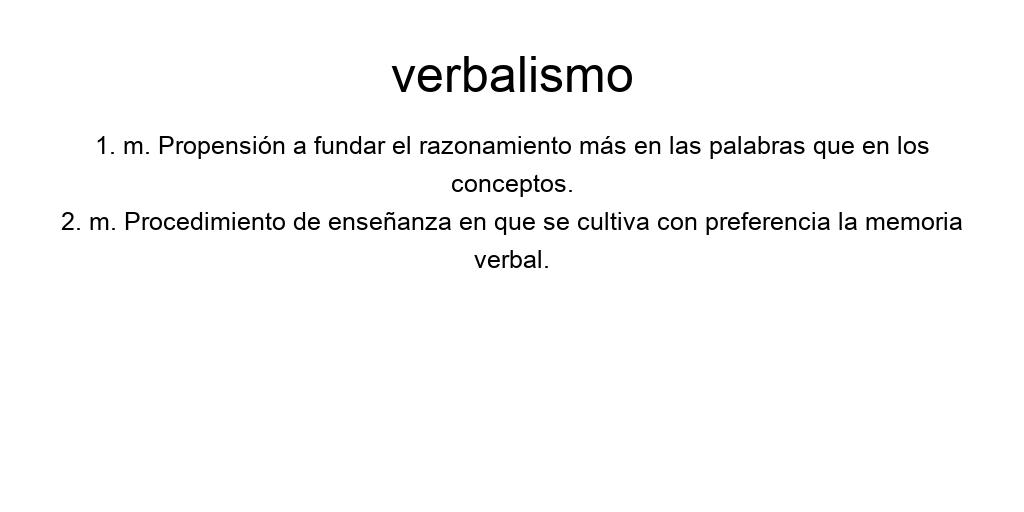 verbalismo
1. m. Propensión a fundar el razonamiento más en las palabras que en los
conceptos.
2. m. Procedimiento de enseñanza en que se cultiva con preferencia la memoria
verbal.